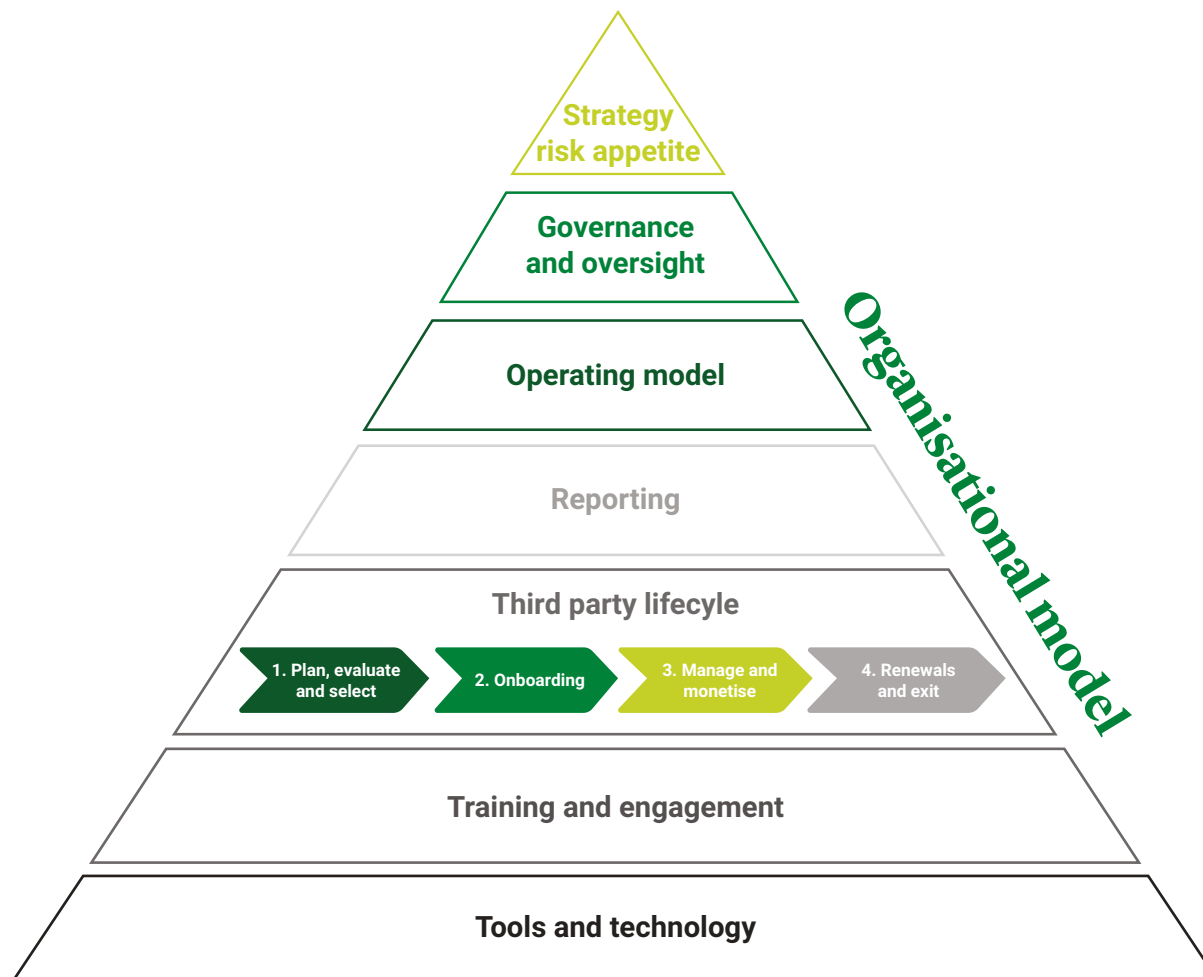 Strategy
risk appetite
Governance
and oversight
Operating model
Reporting
Third party lifecyle
1. Plan, evaluate
and select
2. Onboarding
3. Manage and
monetise
4. Renewals
and exit
Training and engagement
Tools and technology
Organisational model